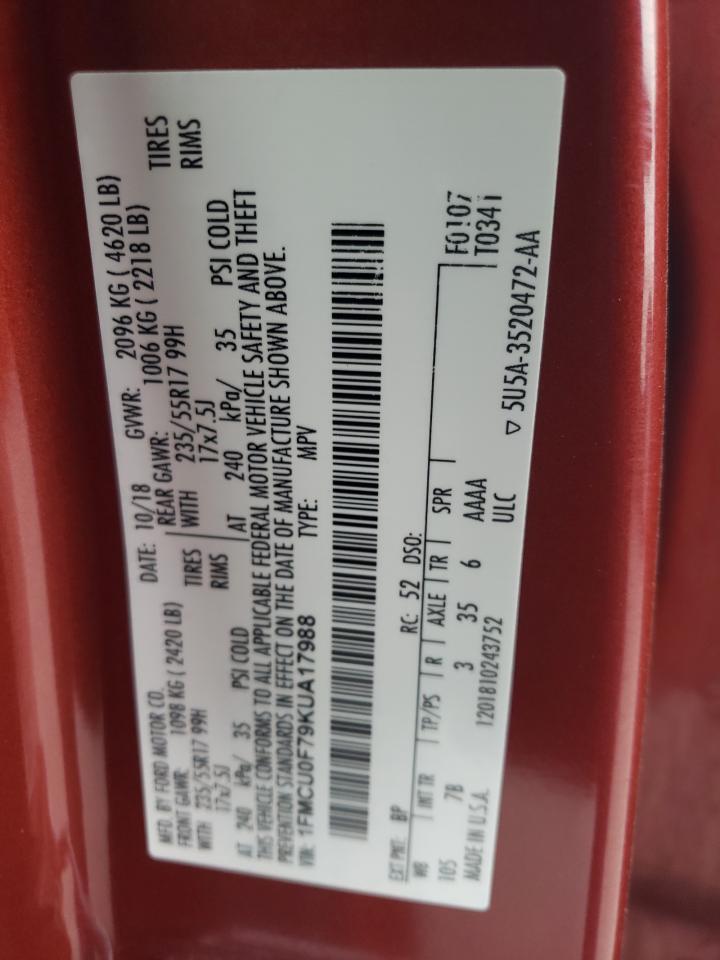 MFD. BY FORD MOTOR CO. DATE: 10/18 GVWR: 2096 KG ( 4620 LB)
FRONT GAWR: 1098 KG ( 2420 LB) REAR GAWR: 1006 KG ( 2218 LB)
WITH 235/55R17 99H TIRES WITH 235/55R17 99H TIRES
17x7.5J RIMS 17x7.5J RIMS
AT 240 kPa/ 35 PSI COLD AT 240 kPa/ 35 PSI COLD
THIS VEHICLE CONFORMS TO ALL APPLICABLE FEDERAL MOTOR VEHICLE SAFETY AND THEFT
PREVENTION STANDARDS IN EFFECT ON THE DATE OF MANUFACTURE SHOWN ABOVE.
VIN: 1FMCU0F79KUA17988 TYPE: MPV
EXT PNT: BP RC: 52 DSO:
WB INT TR TP/PS R AXLE TR SPR F0107
105 7B 3 35 6 AAAA T0341
MADE IN U.S.A. 1201810243752 ULC ▽ 5U5A-3520472-AA